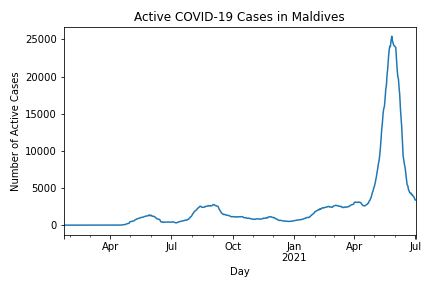 Active COVID-19 Cases in Maldives
25000
20000
15000
10000
5000
0
Number of Active Cases
Apr Jul Oct Jan Apr Jul
2021
Day